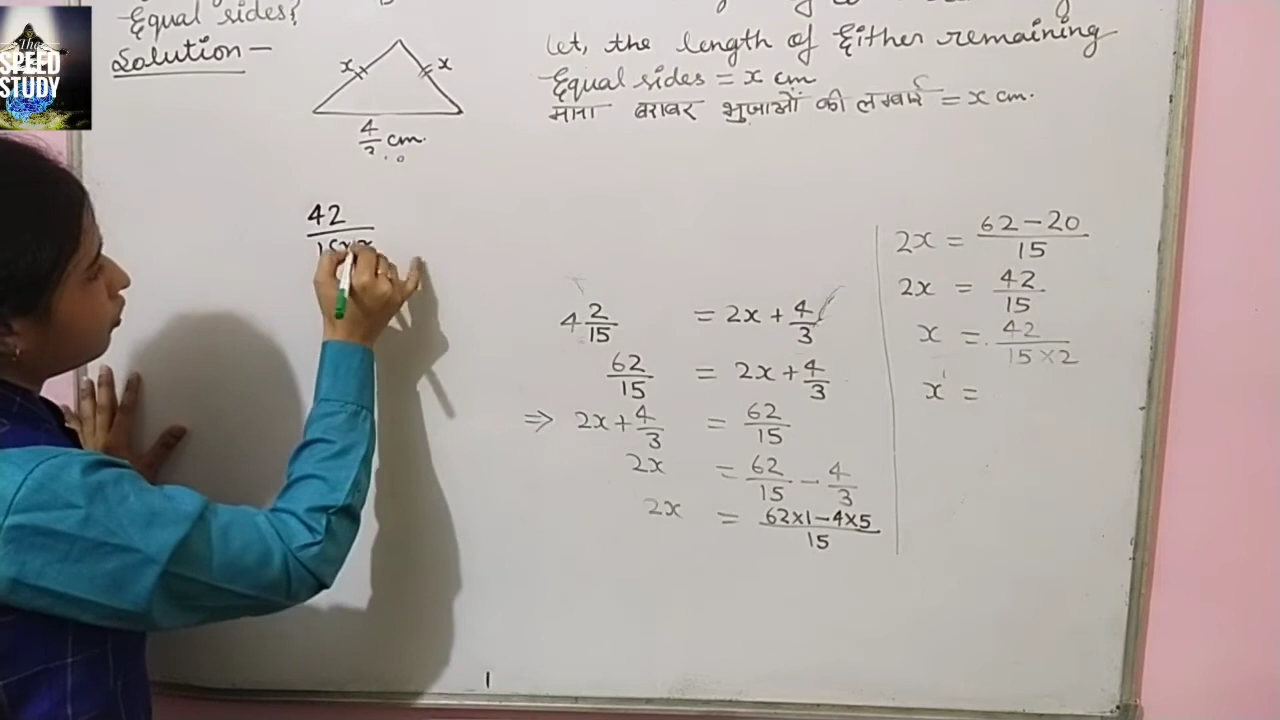 Equal sides?
Solution -
The
SPEED
STUDY
x x
4/3 cm.
Let, the length of Either remaining
Equal sides = x cm
माना बराबर भुजाओं की लम्बाई = x cm.
42
4 2/15 = 2x + 4/3
62/15 = 2x + 4/3
⇒ 2x + 4/3 = 62/15
2x = 62/15 - 4/3
2x = 62×1-4×5/15
2x = 62-20/15
2x = 42/15
x = 42/15×2
x =